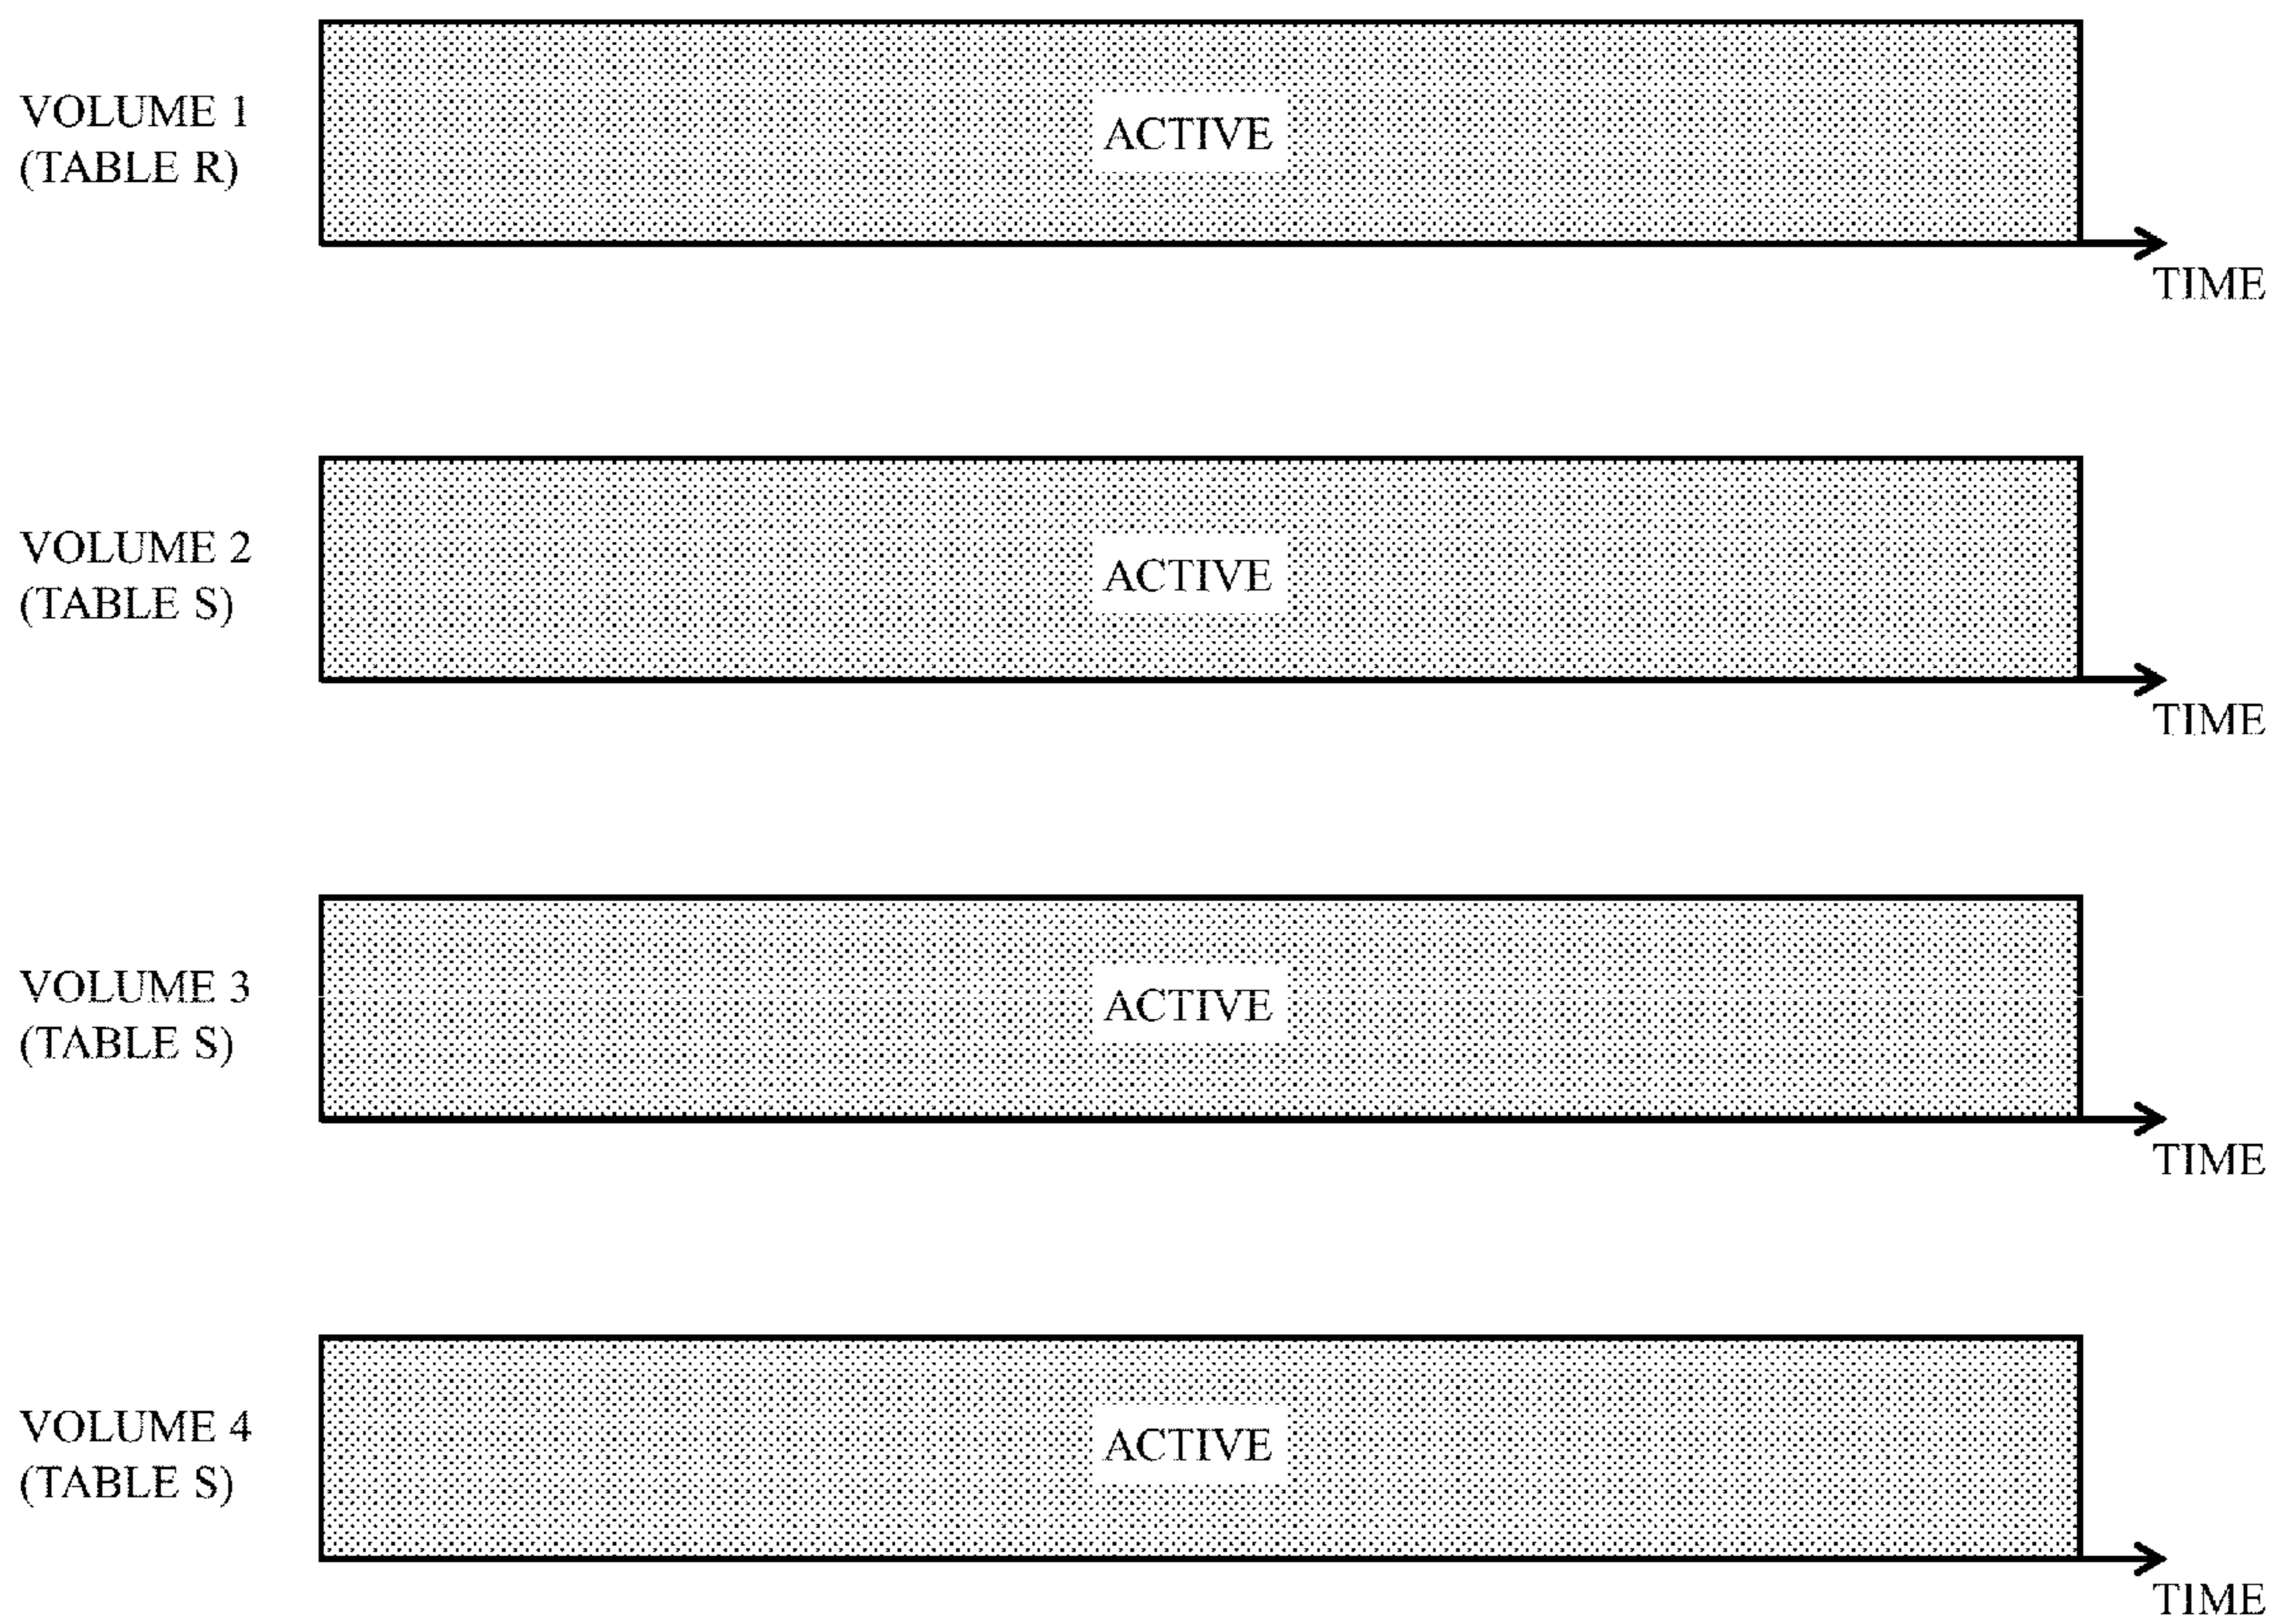 VOLUME 1
(TABLE R)
ACTIVE
TIME
VOLUME 2
(TABLE S)
ACTIVE
TIME
VOLUME 3
(TABLE S)
ACTIVE
TIME
VOLUME 4
(TABLE S)
ACTIVE
TIME